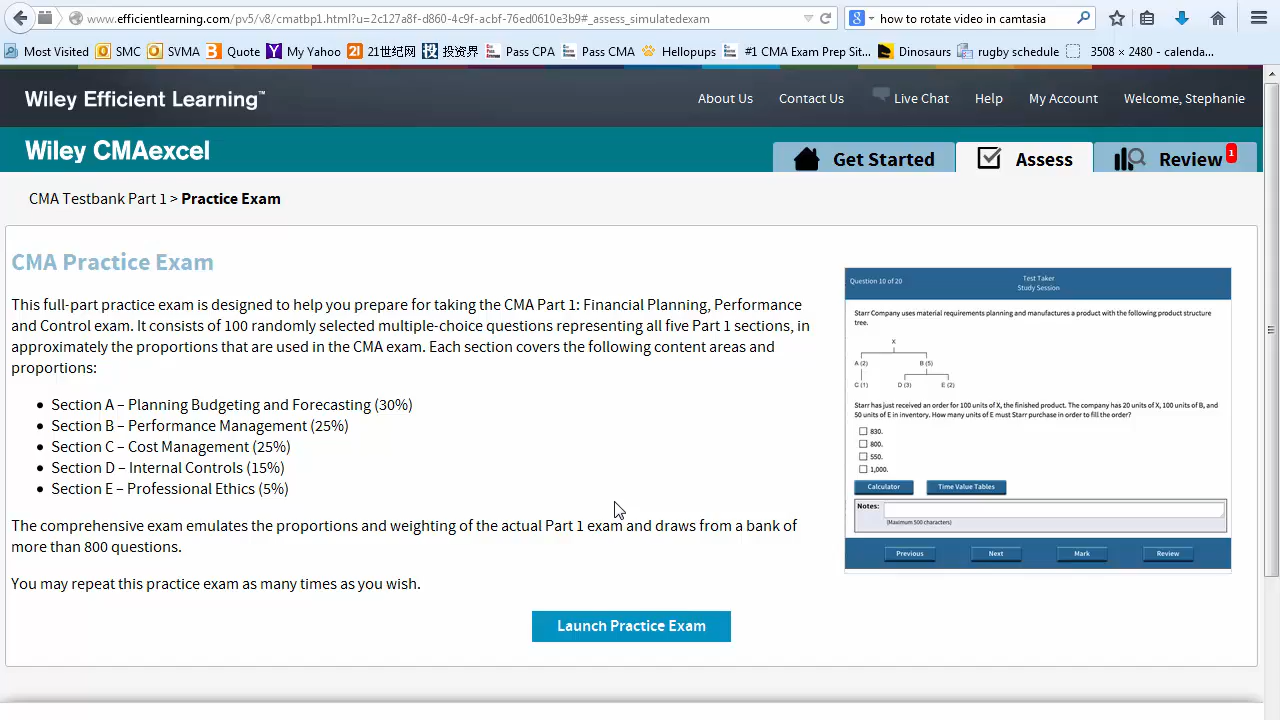 www.efficientlearning.com/pv5/v8/cmatbp1.html?u=2c127a8f-d860-4c9f-acbf-76ed061e3b9#_assess_simulatedexam
how to rotate video in camtasia
Most Visited SMC SVMA Quote My Yahoo 21世纪网 投资界 Pass CPA Pass CMA Hellopups #1 CMA Exam Prep Sit... Dinosaurs rugby schedule 3508 × 2480 - calenda...
Wiley Efficient Learning™
About Us Contact Us Live Chat Help My Account Welcome, Stephanie
Wiley CMAexcel
Get Started Assess Review 1
CMA Testbank Part 1 > Practice Exam
CMA Practice Exam
This full-part practice exam is designed to help you prepare for taking the CMA Part 1: Financial Planning, Performance
and Control exam. It consists of 100 randomly selected multiple-choice questions representing all five Part 1 sections, in
approximately the proportions that are used in the CMA exam. Each section covers the following content areas and
proportions:
• Section A – Planning Budgeting and Forecasting (30%)
• Section B – Performance Management (25%)
• Section C – Cost Management (25%)
• Section D – Internal Controls (15%)
• Section E – Professional Ethics (5%)
The comprehensive exam emulates the proportions and weighting of the actual Part 1 exam and draws from a bank of
more than 800 questions.
You may repeat this practice exam as many times as you wish.
Launch Practice Exam
Question 10 of 20
Test Taker
Study Session
Starr Company uses material requirements planning and manufactures a product with the following product structure
tree.
X
A (2) B (5)
C (1) D (3) E (2)
Starr has just received an order for 100 units of X, the finished product. The company has 20 units of X, 100 units of B, and
50 units of E in inventory. How many units of E must Starr purchase in order to fill the order?
830.
800.
550.
1,000.
Calculator Time Value Tables
Notes:
(Maximum 500 characters)
Previous Next Mark Review